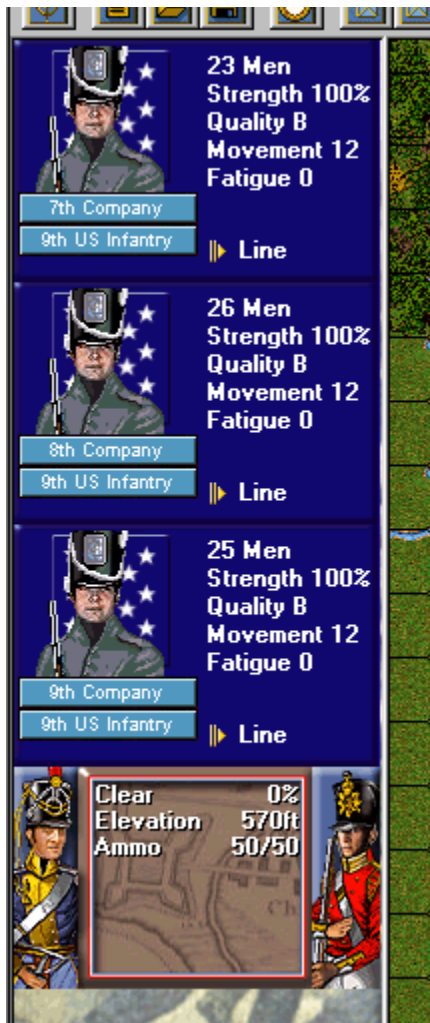 23 Men
Strength 100%
Quality B
Movement 12
Fatigue 0
7th Company
9th US Infantry
Line
26 Men
Strength 100%
Quality B
Movement 12
Fatigue 0
8th Company
9th US Infantry
Line
25 Men
Strength 100%
Quality B
Movement 12
Fatigue 0
9th Company
9th US Infantry
Line
Clear 0%
Elevation 570ft
Ammo 50/50
Ch